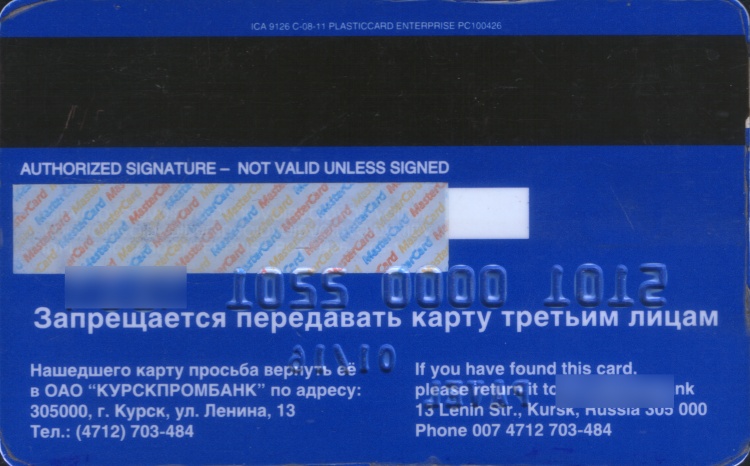 ICA 9126 C-08-11 PLASTICCARD ENTERPRISE PC100426
AUTHORIZED SIGNATURE – NOT VALID UNLESS SIGNED
MasterCard
Запрещается передавать карту третьим лицам
Нашедшего карту просьба вернуть её
в ОАО “КУРСКПРОМБАНК” по адресу:
305000, г. Курск, ул. Ленина, 13
Тел.: (4712) 703-484
If you have found this card.
please return it to
13 Lenin Str., Kursk, Russia 305 000
Phone 007 4712 703-484